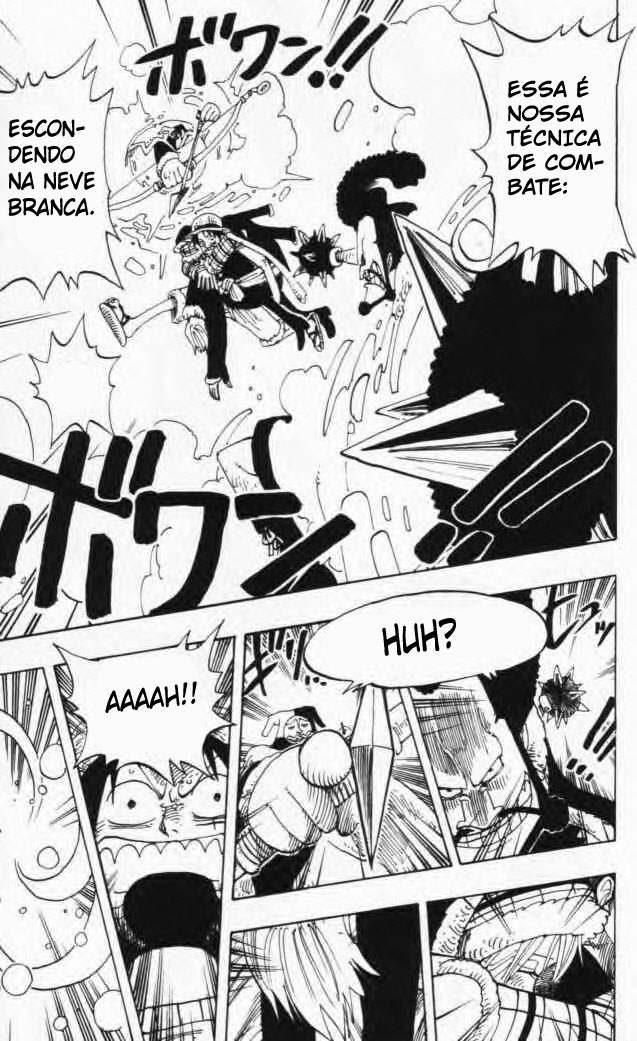 ボワン!!
ESSA É
NOSSA
TÉCNICA
DE COM-
BATE:
ESCON-
DENDO
NA NEVE
BRANCA.
ボワン!!!
HUH?
AAAAH!!